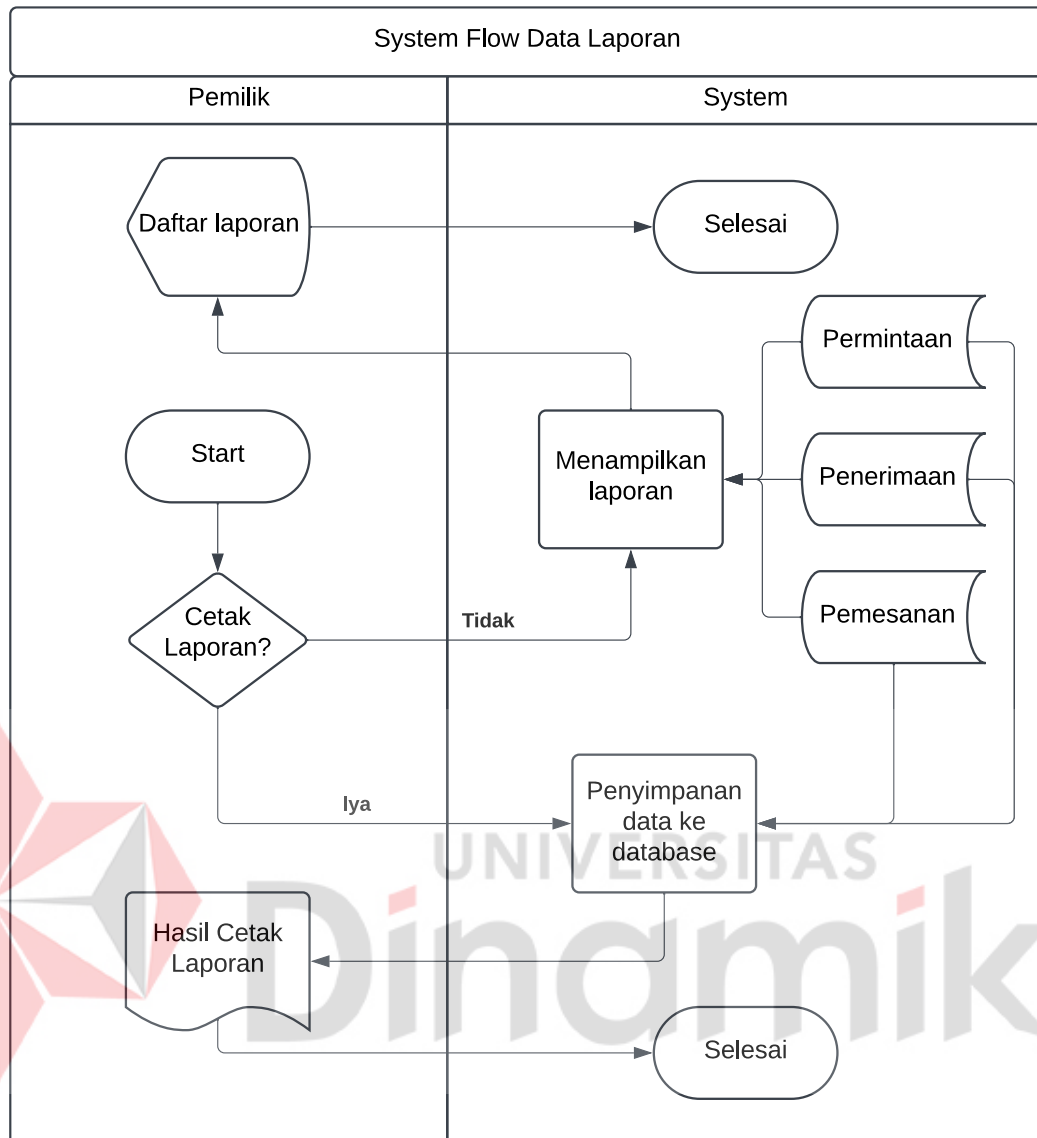 System Flow Data Laporan
Pemilik
System
Daftar laporan
Selesai
Permintaan
Start
Menampilkan
laporan
Penerimaan
Cetak
Laporan?
Tidak
Pemesanan
Iya
Penyimpanan
data ke
database
UNIVERSITAS
Dinamik
Hasil Cetak
Laporan
Selesai